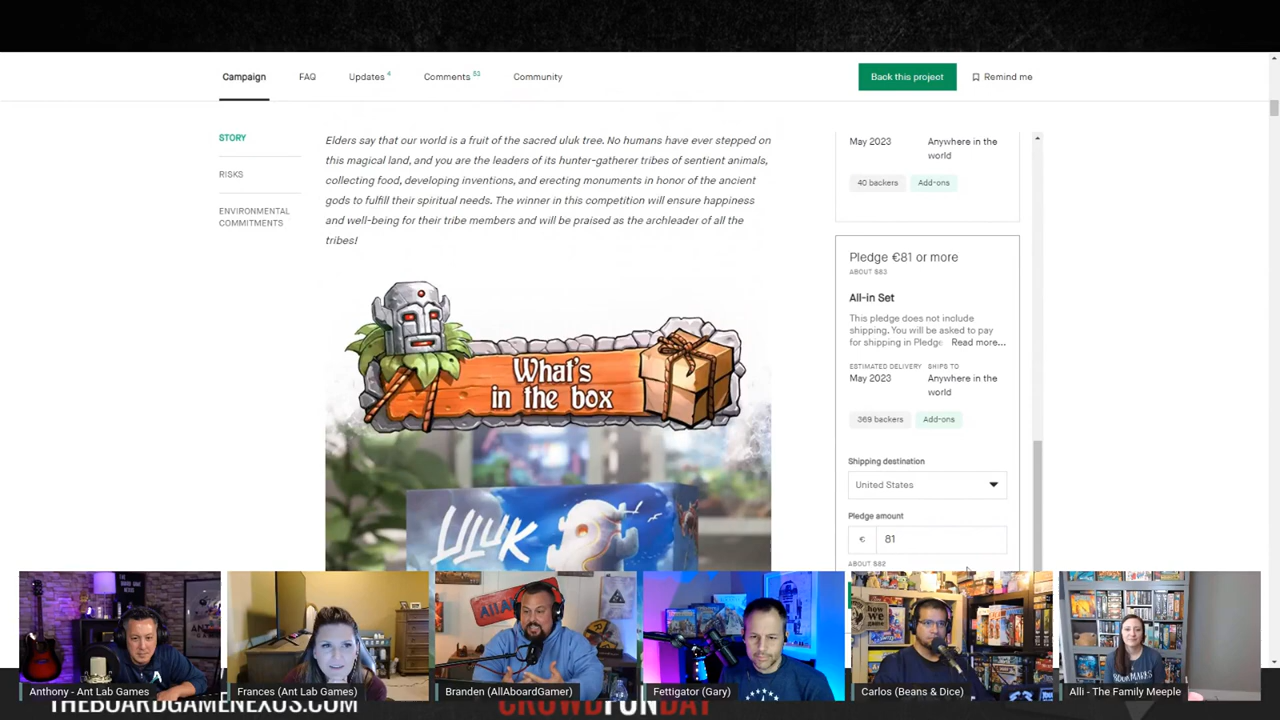 Campaign
FAQ
Updates 4
Comments 53
Community
Back this project
Remind me
STORY
RISKS
ENVIRONMENTAL
COMMITMENTS
Elders say that our world is a fruit of the sacred uluk tree. No humans have ever stepped on
this magical land, and you are the leaders of its hunter-gatherer tribes of sentient animals,
collecting food, developing inventions, and erecting monuments in honor of the ancient
gods to fulfill their spiritual needs. The winner in this competition will ensure happiness
and well-being for their tribe members and will be praised as the archleader of all the
tribes!
What's
in the box
ULUK
May 2023
Anywhere in the
world
40 backers
Add-ons
Pledge €81 or more
ABOUT $83
All-in Set
This pledge does not include
shipping. You will be asked to pay
for shipping in Pledge Read more...
ESTIMATED DELIVERY
SHIPS TO
May 2023
Anywhere in the
world
369 backers
Add-ons
Shipping destination
United States
Pledge amount
€ 81
ABOUT $82
how
we
Anthony - Ant Lab Games
Frances (Ant Lab Games)
Branden (AllAboardGamer)
Fettigator (Gary)
Carlos (Beans & Dice)
Alli - The Family Meeple
THEBOARDGAMENEXUS.COM
CROWDFUNDAY